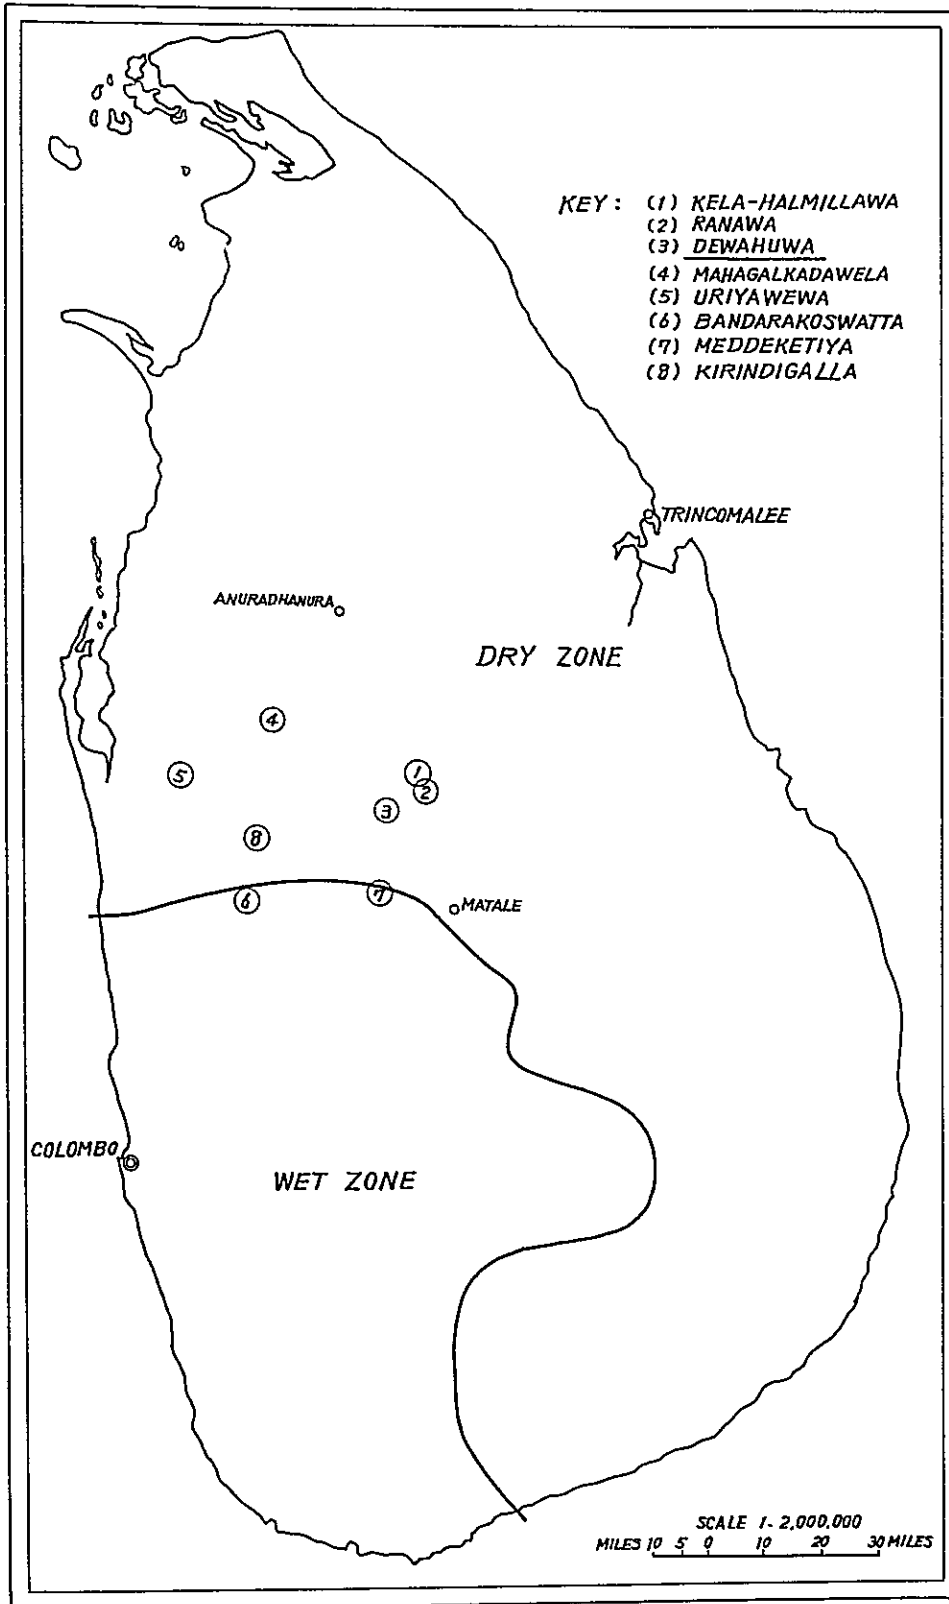 KEY: (1) KELA-HALMILLAWA
(2) RANAWA
(3) DEWAHUWA
(4) MAHAGALKADAWELA
(5) URIYAWEWA
(6) BANDARAKOSWATTA
(7) MEDDEKETIYA
(8) KIRINDIGALLA
TRINCOMALEE
ANURADHANURA
DRY ZONE
4
5
1
2
3
8
6
7
MATALE
COLOMBO
WET ZONE
SCALE 1-2,000,000
MILES 10 5 0 10 20 30 MILES